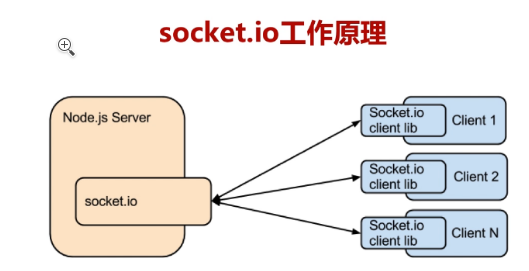 socket.io工作原理
Node.js Server
socket.io
Socket.io
client lib
Client 1
Socket.io
client lib
Client 2
Socket.io
client lib
Client N